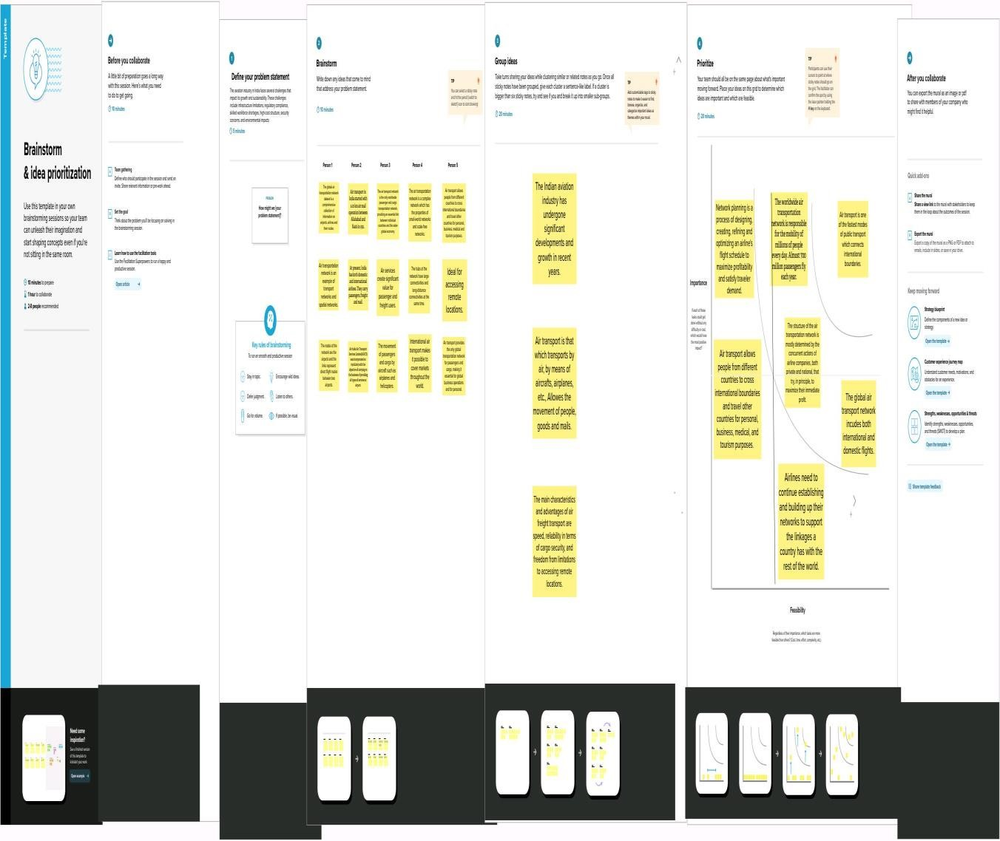 Template
Brainstorm
& idea prioritization
Use this template in your own
brainstorming sessions so your team
can unleash their imagination and
start shaping concepts even if you're
not sitting in the same room.
10 minutes to prepare
1 hour to collaborate
2-8 people recommended
Need some
inspiration?
See a finished version
of this template to
kickstart your work.
Open example
Before you collaborate
A little bit of preparation goes a long way
with this session. Here's what you need
to do to get going.
10 minutes
Team gathering
Define who should participate in the session and send an
invite. Share relevant information or pre-work ahead.
Set the goal
Think about the problem you'll be focusing on solving in
the brainstorming session.
Learn how to use the facilitation tools
Use the Facilitation Superpowers to run a happy and
productive session.
Open article
1
Define your problem statement
The aviation industry in India faces several challenges that
impact its growth and sustainability. These challenges
include infrastructure limitations, regulatory compliance,
skilled workforce shortages, high-cost structure, security
concerns, and environmental impacts
5 minutes
PROBLEM
How might we [your
problem statement]?
Key rules of brainstorming
To run an smooth and productive session
Stay in topic.
Encourage wild ideas.
Defer judgment.
Listen to others.
Go for volume.
If possible, be visual.
2
Brainstorm
Write down any ideas that come to mind
that address your problem statement.
10 minutes
TIP
You can select a sticky note
and hit the pencil [switch to
sketch] icon to start drawing!
Person 1
Person 2
Person 3
Person 4
Person 5
The global air
transportation network
dataset is a
comprehensive
collection of
information on
airports, airlines and
their routes.
Air transport in
India started with
a non air mail
operation between
Allahabad and
Naini in 1911.
The air transport network
is the only worldwide
passenger and cargo
transportation network
providing an essential link
between individual
countries and the wider
global economy.
The air transportation
network is a complex
network which has
the properties of
small-world networks
and scale-free
networks.
Air transport allows
people from different
countries to cross
international boundaries
and travel other
countries for personal,
business, medical and
tourism purposes.
Air transportation
network is an
example of
transport
networks and
spatial networks.
At present, India
has both domestic
and international
airlines. They carry
passengers, freight
and mail.
Air services
create significant
value for
passenger and
freight users.
The hubs of the
network have large
connectivities and
long-distance
connectivities at the
same time.
Ideal for
accessing
remote
locations.
The nodes of the
network are the
airports and the
links represent
direct flight routes
between two
airports.
The movement
of passengers
and cargo by
aircraft such as
airplanes and
helicopters.
International air
transport makes
it possible to
cover markets
throughout the
world.
Air transport provides
the only global
transportation network
for passengers and
cargo, making it
essential for global
business operations
and for personal.
3
Group ideas
Take turns sharing your ideas while clustering similar or related notes as you go. Once all
sticky notes have been grouped, give each cluster a sentence-like label. If a cluster is
bigger than six sticky notes, try and see if you and break it up into smaller sub-groups.
20 minutes
TIP
Add customizable tags to sticky
notes to make it easier to find,
browse, organize, and
categorize important ideas as
themes within your mural.
The Indian aviation
industry has
undergone
significant
developments and
growth in recent
years.
Air transport is that
which transports by
air, by means of
aircrafts, airplanes,
etc., Allowes the
movement of people,
goods and mails.
The main characteristics
and advantages of air
freight transport are
speed, reliability in terms
of cargo security, and
freedom from limitations
to accessing remote
locations.
4
Prioritize
Your team should all be on the same page about what's important
moving forward. Place your ideas on this grid to determine which
ideas are important and which are feasible.
20 minutes
TIP
Participants can use their
cursors to point at where
sticky notes should go on
the grid. The facilitator can
confirm the spot by using
the laser pointer holding the
H key on the keyboard.
Importance
If each of these
tasks could get
done without any
difficulty or cost,
which would have
the most positive
impact?
Network planning is a
process of designing,
creating, refining and
optimizing an airline's
flight schedule to
maximize profitability
and satisfy traveler
demand.
The worldwide air
transportation
network is responsible
for the mobility of
millions of people
every day. Almost 700
million passengers fly
each year.
Air transport is one
of the fastest modes
of public transport
which connects
international
boundaries.
The structure of the air
transportation network is
mostly determined by the
concurrent actions of
airline companies, both
private and national, that
try, in principle, to
maximize their immediate
profit.
Air transport allows
people from different
countries to cross
international boundaries
and travel other
countries for personal,
business, medical, and
tourism purposes.
The global air
transport network
incudes both
international and
domestic flights.
Airlines need to
continue establishing
and building up their
networks to support
the linkages a
country has with the
rest of the world.
Feasibility
Regardless of their importance, which tasks are more
feasible than others? (Cost, time, effort, complexity, etc.)
After you collaborate
You can export the mural as an image or pdf
to share with members of your company who
might find it helpful.
Quick add-ons
Share the mural
Share a view link to the mural with stakeholders to keep
them in the loop about the outcomes of the session.
Export the mural
Export a copy of the mural as a PNG or PDF to attach to
emails, include in slides, or save in your drive.
Keep moving forward
Strategy blueprint
Define the components of a new idea or
strategy.
Open the template
Customer experience journey map
Understand customer needs, motivations, and
obstacles for an experience.
Open the template
Strengths, weaknesses, opportunities & threats
Identify strengths, weaknesses, opportunities,
and threats (SWOT) to develop a plan.
Open the template
Share template feedback